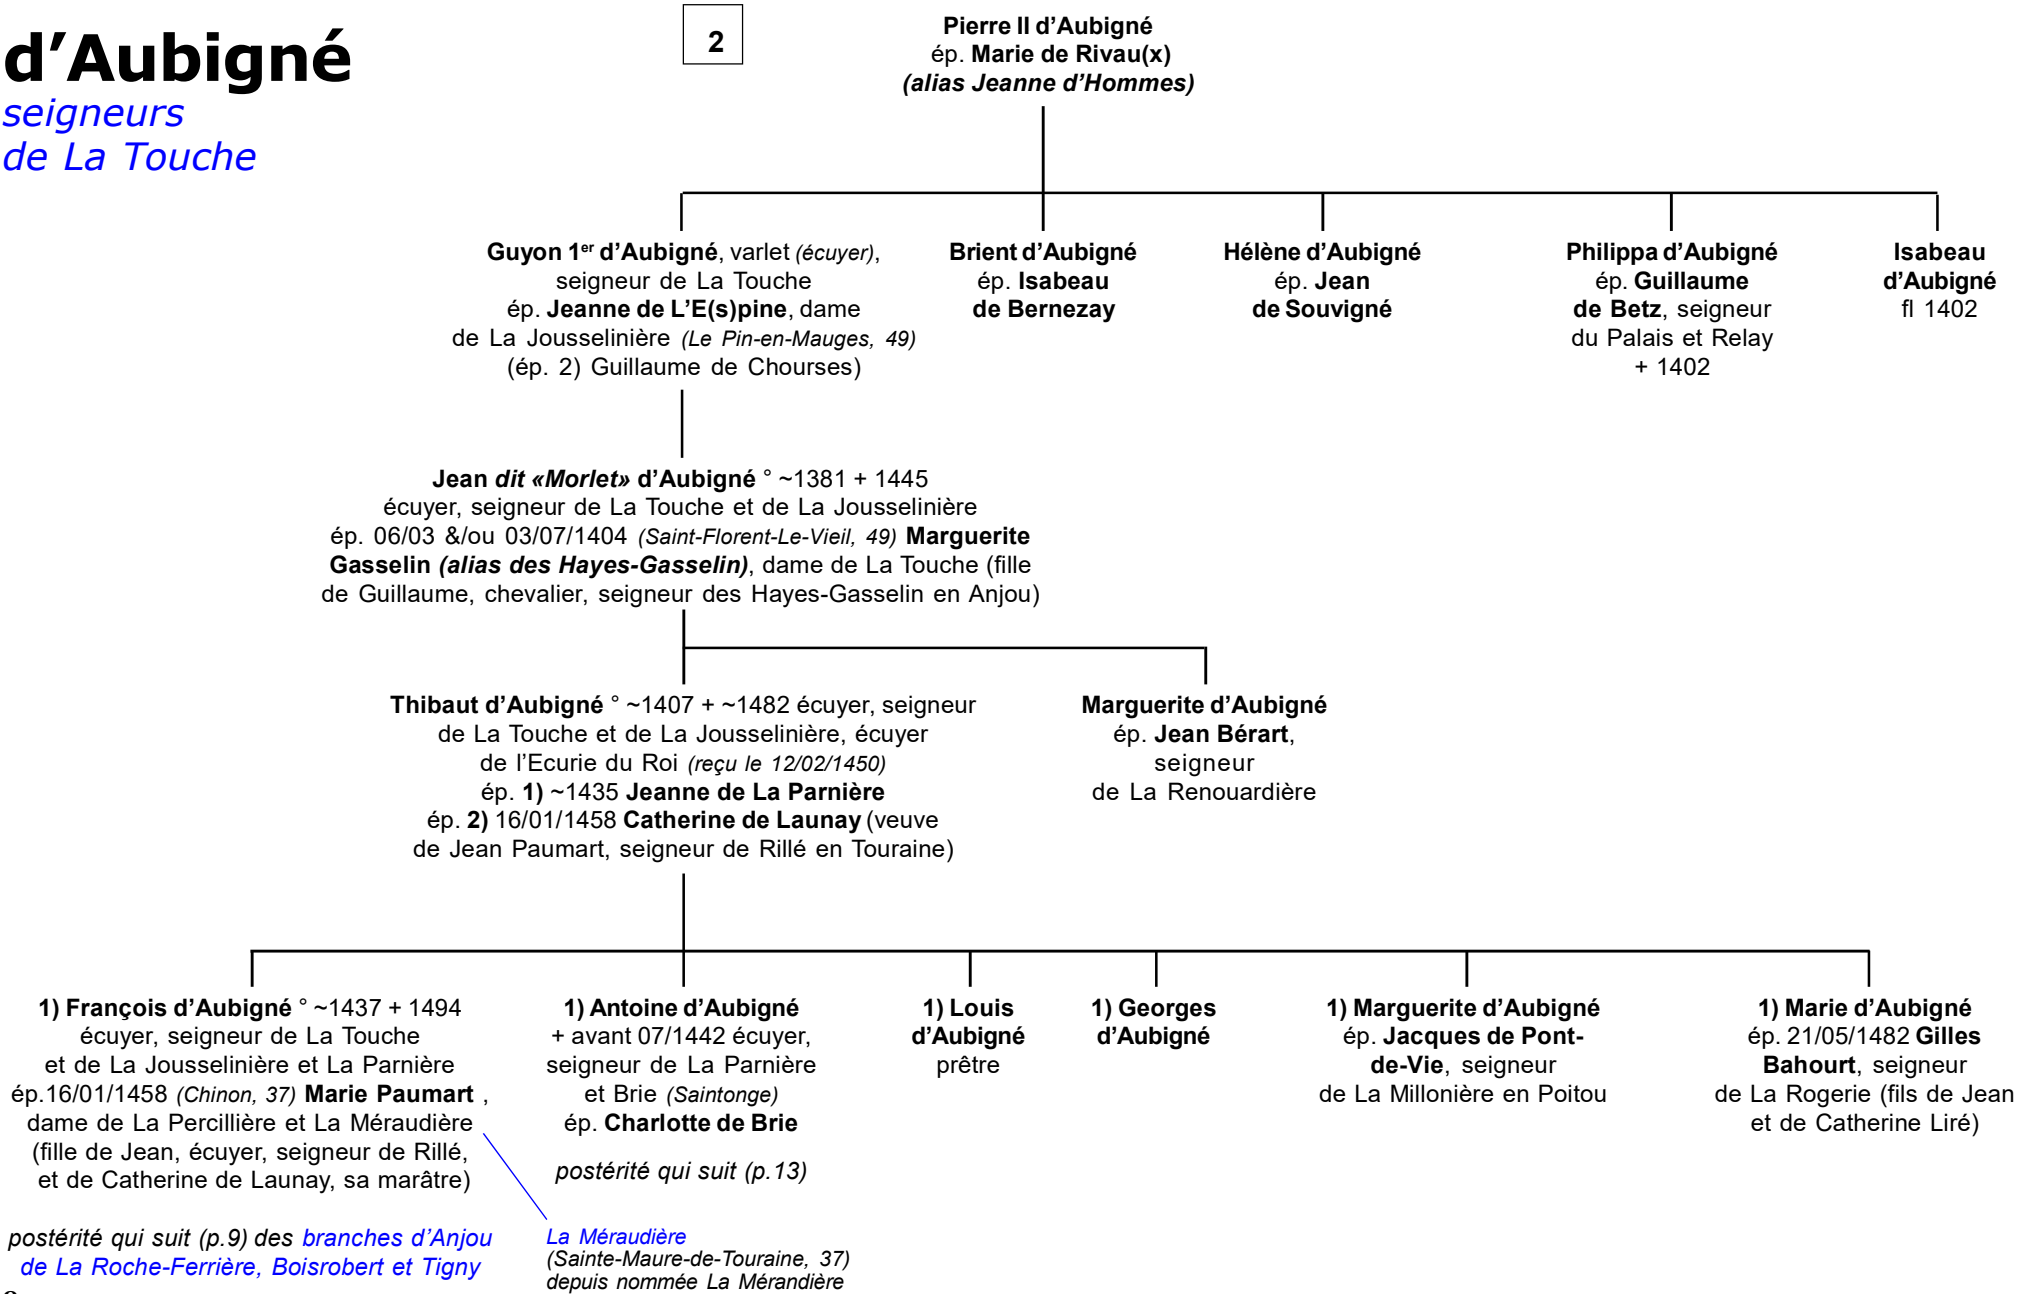 d’Aubigné
seigneurs
de La Touche
2
Pierre II d’Aubigné
ép. Marie de Rivau(x)
(alias Jeanne d’Hommes)
Guyon 1er d’Aubigné, varlet (écuyer),
seigneur de La Touche
ép. Jeanne de L’E(s)pine, dame
de La Jousselinière (Le Pin-en-Mauges, 49)
(ép. 2) Guillaume de Chourses)
Brient d’Aubigné
ép. Isabeau
de Bernezay
Hélène d’Aubigné
ép. Jean
de Souvigné
Philippa d’Aubigné
ép. Guillaume
de Betz, seigneur
du Palais et Relay
+ 1402
Isabeau
d’Aubigné
fl 1402
Jean dit «Morlet» d’Aubigné ° ~1381 + 1445
écuyer, seigneur de La Touche et de La Jousselinière
ép. 06/03 &/ou 03/07/1404 (Saint-Florent-Le-Vieil, 49) Marguerite
Gasselin (alias des Hayes-Gasselin), dame de La Touche (fille
de Guillaume, chevalier, seigneur des Hayes-Gasselin en Anjou)
Thibaut d’Aubigné ° ~1407 + ~1482 écuyer, seigneur
de La Touche et de La Jousselinière, écuyer
de l’Ecurie du Roi (reçu le 12/02/1450)
ép. 1) ~1435 Jeanne de La Parnière
ép. 2) 16/01/1458 Catherine de Launay (veuve
de Jean Paumart, seigneur de Rillé en Touraine)
Marguerite d’Aubigné
ép. Jean Bérart,
seigneur
de La Renouardière
1) François d’Aubigné ° ~1437 + 1494
écuyer, seigneur de La Touche
et de La Jousselinière et La Parnière
ép.16/01/1458 (Chinon, 37) Marie Paumart ,
dame de La Percillière et La Méraudière
(fille de Jean, écuyer, seigneur de Rillé,
et de Catherine de Launay, sa marâtre)
postérité qui suit (p.9) des branches d’Anjou
de La Roche-Ferrière, Boisrobert et Tigny
1) Antoine d’Aubigné
+ avant 07/1442 écuyer,
seigneur de La Parnière
et Brie (Saintonge)
ép. Charlotte de Brie
postérité qui suit (p.13)
La Méraudière
(Sainte-Maure-de-Touraine, 37)
depuis nommée La Mérandière
1) Louis
d’Aubigné
prêtre
1) Georges
d’Aubigné
1) Marguerite d’Aubigné
ép. Jacques de Pont-
de-Vie, seigneur
de La Millonière en Poitou
1) Marie d’Aubigné
ép. 21/05/1482 Gilles
Bahourt, seigneur
de La Rogerie (fils de Jean
et de Catherine Liré)